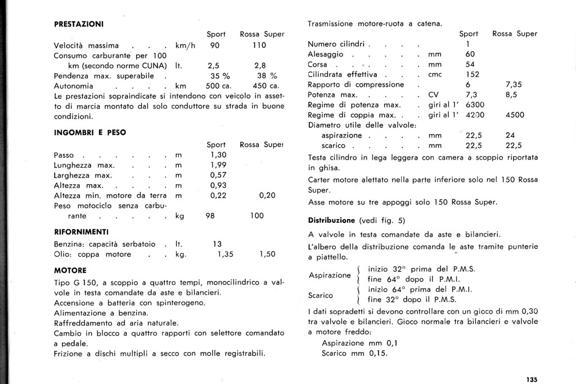 PRESTAZIONI
Sport Rossa Super
Velocità massima . . . km/h 90 110
Consumo carburante per 100
km (secondo norme CUNA) lt. 2,5 2,8
Pendenza max. superabile . 35 % 38 %
Autonomia . . . . km 500 ca. 450 ca.
Le prestazioni sopraindicate si intendono con veicolo in asset-
to di marcia montato dal solo conduttore su strada in buone
condizioni.
INGOMBRI E PESO
Sport Rossa Super
Passo . . . . . . m 1,30
Lunghezza max. . . . . m 1,99
Larghezza max. . . . . m 0,57
Altezza max. . . . . . m 0,93
Altezza min. motore da terra m 0,22 0,20
Peso motociclo senza carbu-
rante . . . . . kg 98 100
RIFORNIMENTI
Benzina: capacità serbatoio . lt. 13
Olio: coppa motore . . kg. 1,35 1,50
MOTORE
Tipo G 150, a scoppio a quattro tempi, monocilindrico a val-
vole in testa comandate da aste e bilancieri.
Accensione a batteria con spinterogeno.
Alimentazione a benzina.
Raffreddamento ad aria naturale.
Cambio in blocco a quattro rapporti con selettore comandato
a pedale.
Frizione a dischi multipli a secco con molle registrabili.
Trasmissione motore-ruota a catena.
Sport Rossa Super
Numero cilindri . . . . 1
Alesaggio . . . . . mm 60
Corsa . . . . . . mm 54
Cilindrata effettiva . . . cmc 152
Rapporto di compressione . 6 7,35
Potenza max. . . . . CV 7,3 8,5
Regime di potenza max. . giri al 1' 6300
Regime di coppia max. . . giri al 1' 4200 4500
Diametro utile delle valvole:
aspirazione . . . . mm 22,5 24
scarico . . . . . mm 22,5 22,5
Testa cilindro in lega leggera con camera a scoppio riportata
in ghisa.
Carter motore alettato nella parte inferiore solo nel 150 Rossa
Super.
Asse motore su tre appoggi solo 150 Rossa Super.
Distribuzione (vedi fig. 5)
A valvole in testa comandate da aste e bilancieri.
L'albero della distribuzione comanda le aste tramite punterie
a piattello.
Aspirazione { inizio 32° prima del P.M.S.
fine 64° dopo il P.M.I.
Scarico { inizio 64° prima del P.M.I.
fine 32° dopo il P.M.S.
I dati sopradetti si devono controllare con un gioco di mm 0,30
tra valvole e bilancieri. Gioco normale tra bilancieri e valvole
a motore freddo:
Aspirazione mm 0,1
Scarico mm 0,15.
135